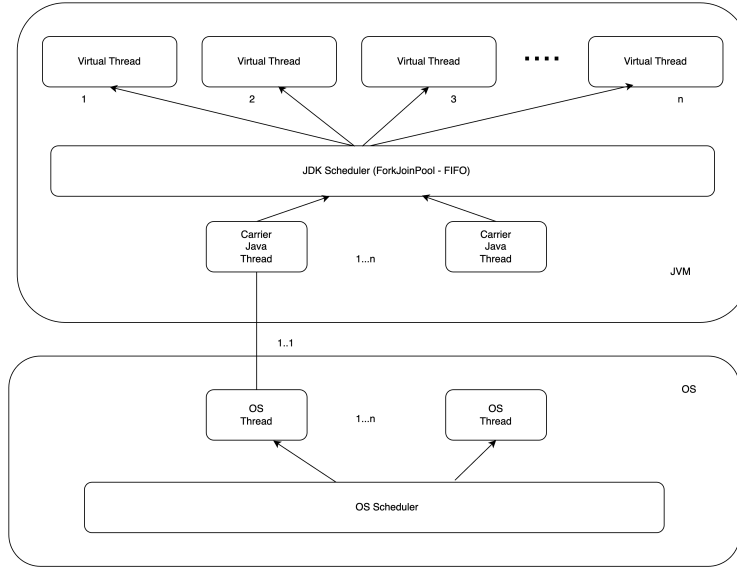 Virtual Thread
Virtual Thread
Virtual Thread
....
Virtual Thread
1
2
3
n
JDK Scheduler (ForkJoinPool - FIFO)
Carrier
Java
Thread
1...n
Carrier
Java
Thread
JVM
1..1
OS
OS
Thread
1...n
OS
Thread
OS Scheduler